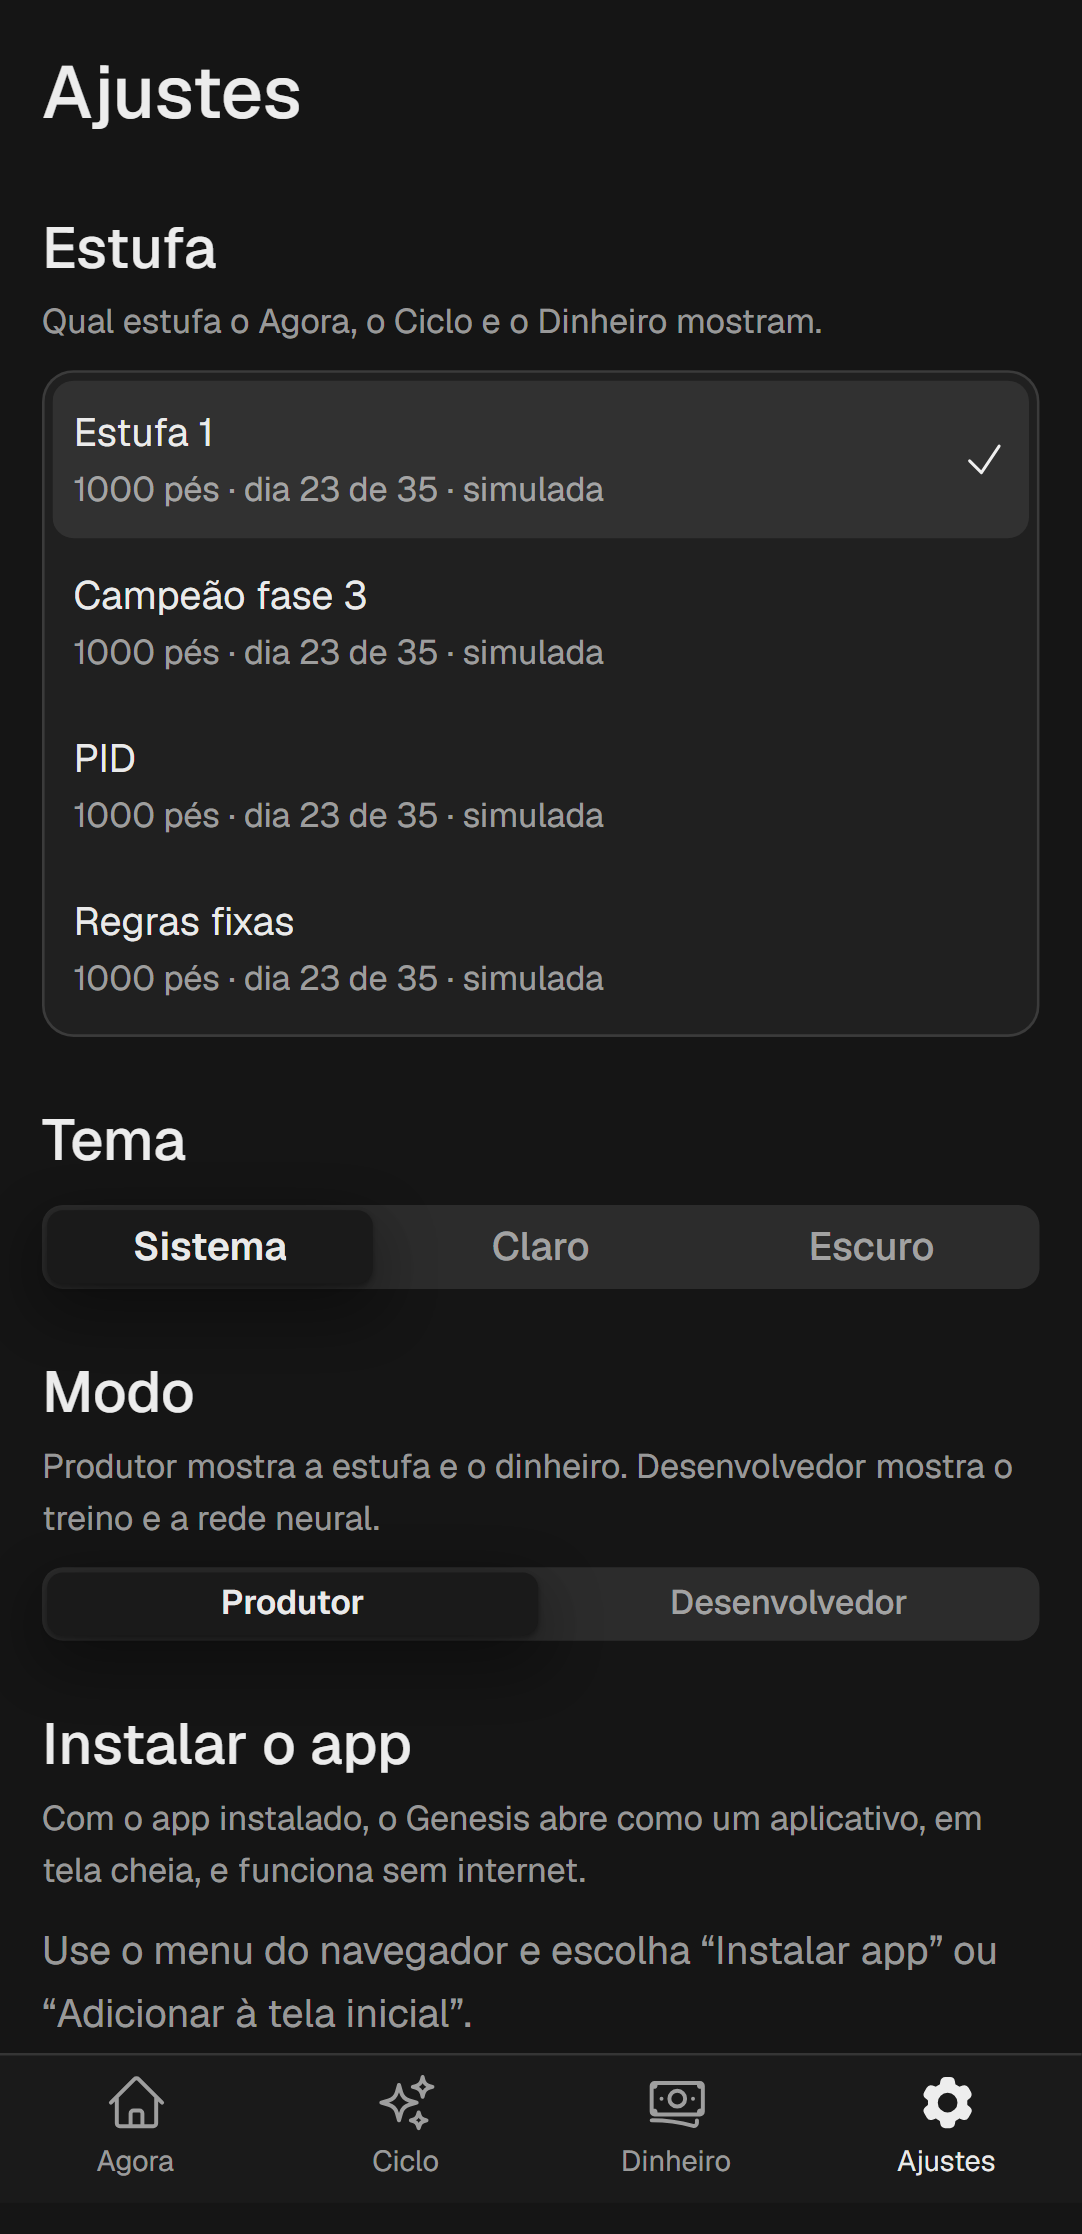 Ajustes
Estufa
Qual estufa o Agora, o Ciclo e o Dinheiro mostram.
Estufa 1
1000 pés · dia 23 de 35 · simulada
Campeão fase 3
1000 pés · dia 23 de 35 · simulada
PID
1000 pés · dia 23 de 35 · simulada
Regras fixas
1000 pés · dia 23 de 35 · simulada
Tema
Sistema Claro Escuro
Modo
Produtor mostra a estufa e o dinheiro. Desenvolvedor mostra o
treino e a rede neural.
Produtor Desenvolvedor
Instalar o app
Com o app instalado, o Genesis abre como um aplicativo, em
tela cheia, e funciona sem internet.
Use o menu do navegador e escolha “Instalar app” ou
“Adicionar à tela inicial”.
Agora Ciclo Dinheiro Ajustes